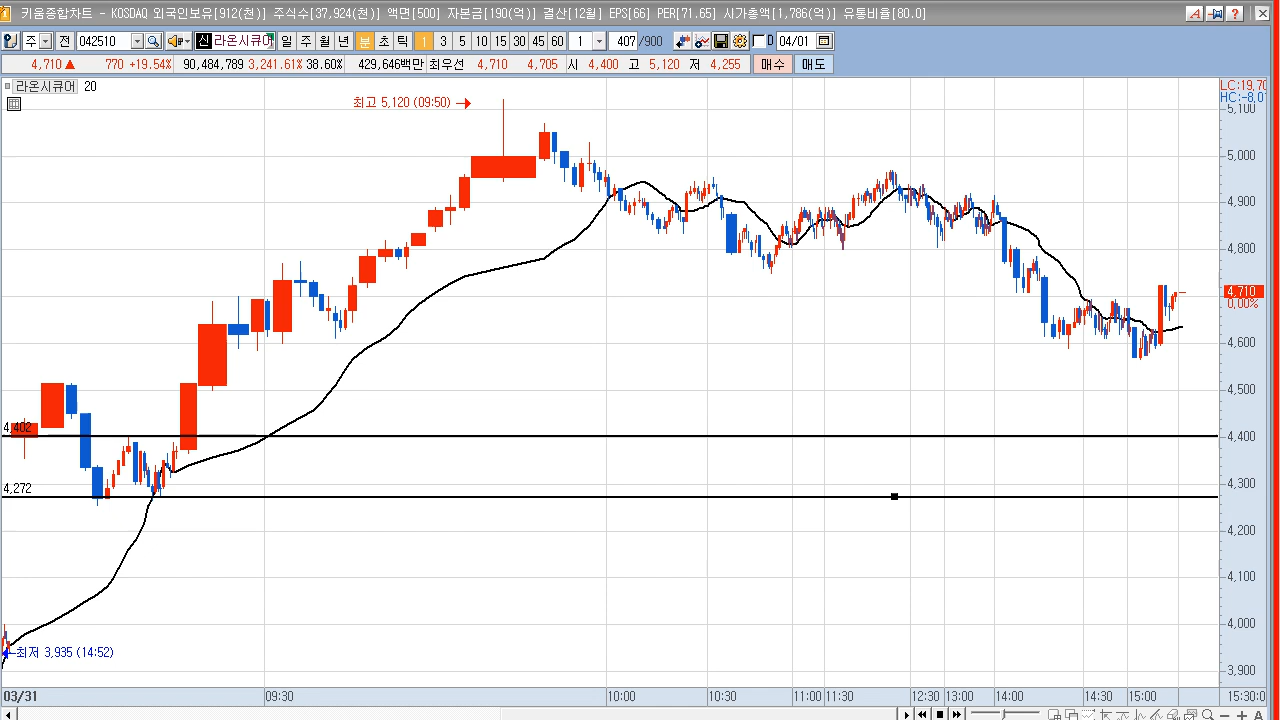 키움종합차트 - KOSDAQ 외국인보유[912(천)] 주식수[37,924(천)] 액면[500] 자본금[190(억)] 결산[12월] EPS[66] PER[71.63] 시가총액[1,786(억)] 유통비율[80.0]
주 전 042510 신 라온시큐어 일 주 월 년 분 초 틱 1 3 5 10 15 30 45 60 1 407 /900 D 04/01
4,710 ▲ 770 +19.54% 90,484,789 3,241.61% 38.60% 429,646백만 최우선 4,710 4,705 시 4,400 고 5,120 저 4,255 매수 매도
라온시큐어 20
LC:19,70
HC:-8,0
최고 5,120 (09:50)
5,100
5,000
4,900
4,800
4,710
0,00%
4,600
4,500
4,402
4,400
4,272
4,300
4,200
4,100
4,000
최저 3,935 (14:52)
3,900
03/31 09:30 10:00 10:30 11:00 11:30 12:30 13:00 14:00 14:30 15:00 15:30:0
A